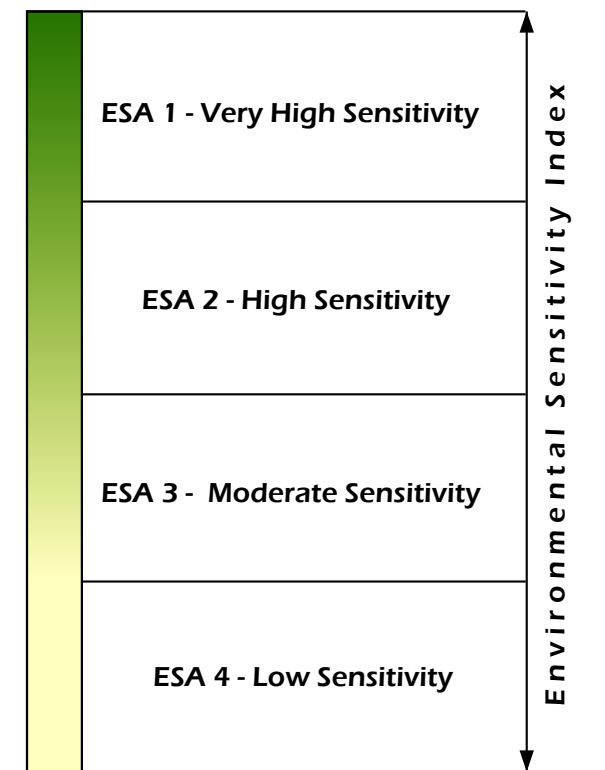 ESA 1 - Very High Sensitivity
ESA 2 - High Sensitivity
ESA 3 - Moderate Sensitivity
ESA 4 - Low Sensitivity
Environmental Sensitivity Index